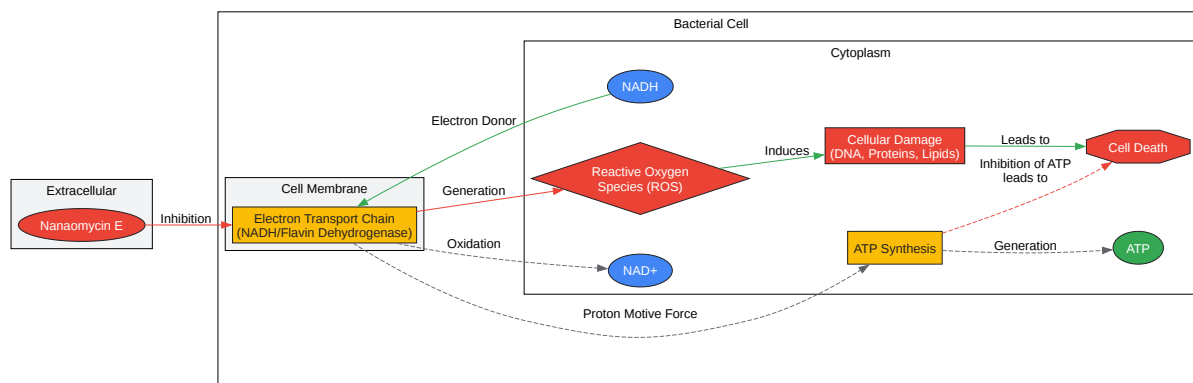 Bacterial Cell
Cytoplasm
NADH
Electron Donor
Cellular Damage
(DNA, Proteins, Lipids)
Leads to
Cell Death
Induces
Inhibition of ATP
leads to
Reactive Oxygen
Species (ROS)
Extracellular
Cell Membrane
Generation
Nanaomycin E
Inhibition
Electron Transport Chain
(NADH/Flavin Dehydrogenase)
Oxidation
ATP Synthesis
Generation
ATP
NAD+
Proton Motive Force